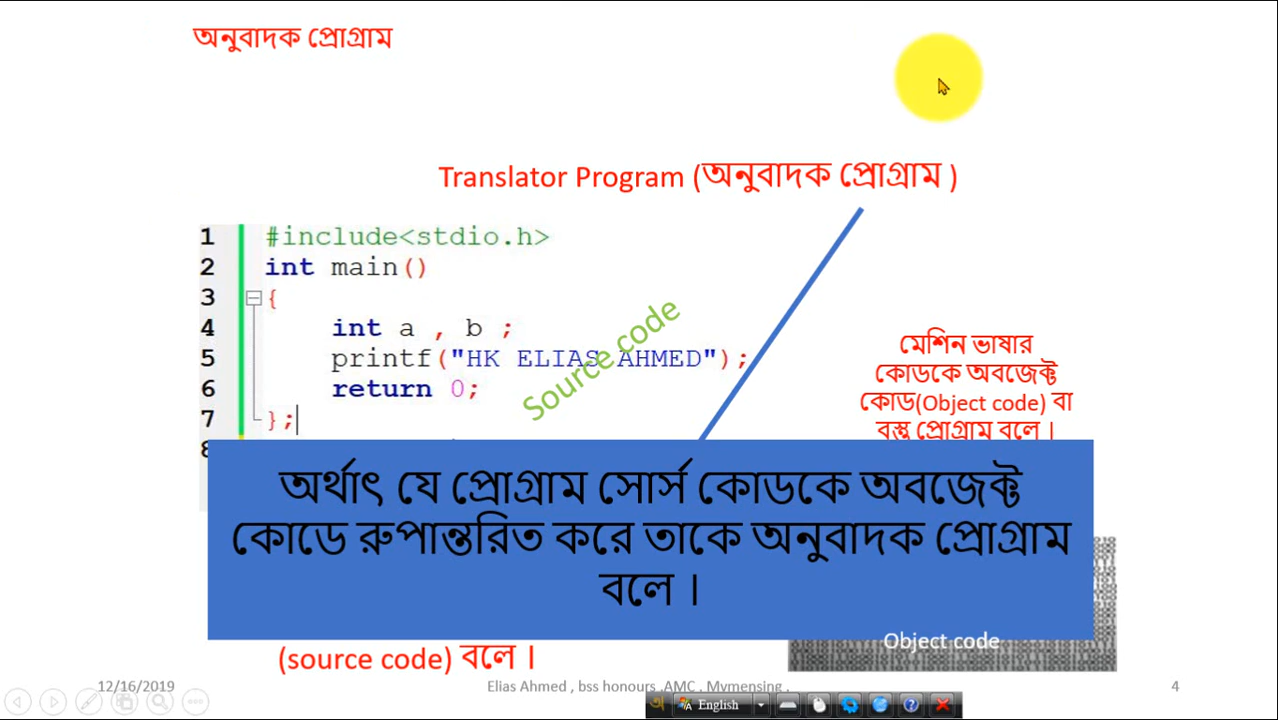 অনুবাদক প্রোগ্রাম
Translator Program (অনুবাদক প্রোগ্রাম )
1 #include<stdio.h>
2 int main()
3 {
4 int a , b ;
5 printf("HK ELIAS AHMED");
6 return 0;
7 };
8
Source code
মেশিন ভাষার
কোডকে অবজেক্ট
কোড(Object code) বা
বস্তু প্রোগ্রাম বলে ।
অর্থাৎ যে প্রোগ্রাম সোর্স কোডকে অবজেক্ট
কোডে রুপান্তরিত করে তাকে অনুবাদক প্রোগ্রাম
বলে ।
Object code
(source code) বলে ।
12/16/2019
Elias Ahmed , bss honours ,AMC , Mymensing .
4
English